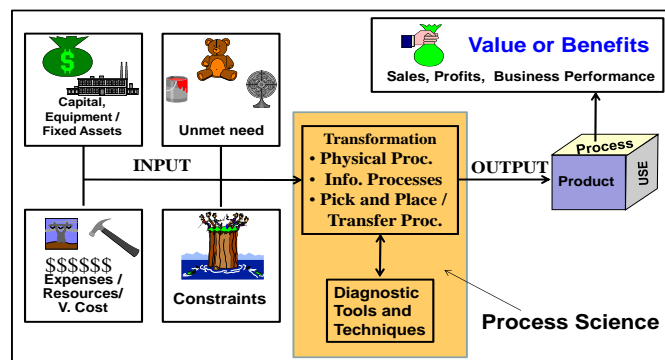 $
Capital,
Equipment /
Fixed Assets
Unmet need
Value or Benefits
Sales, Profits, Business Performance
INPUT
Transformation
• Physical Proc.
• Info. Processes
• Pick and Place /
Transfer Proc.
OUTPUT
Process
Product
USE
$$$$$$
Expenses /
Resources/
V. Cost
Constraints
Diagnostic
Tools and
Techniques
Process Science